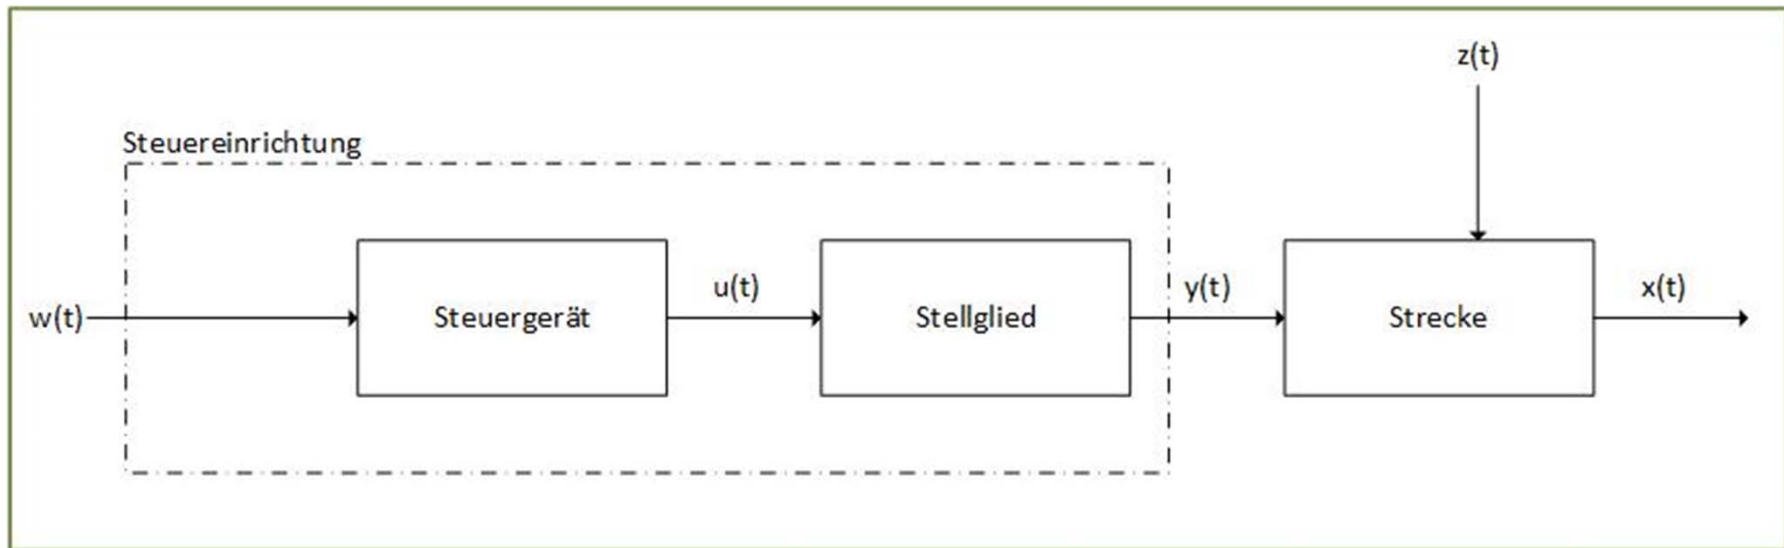 z(t)
Steuereinrichtung
w(t)
Steuergerät
u(t)
Stellglied
y(t)
Strecke
x(t)